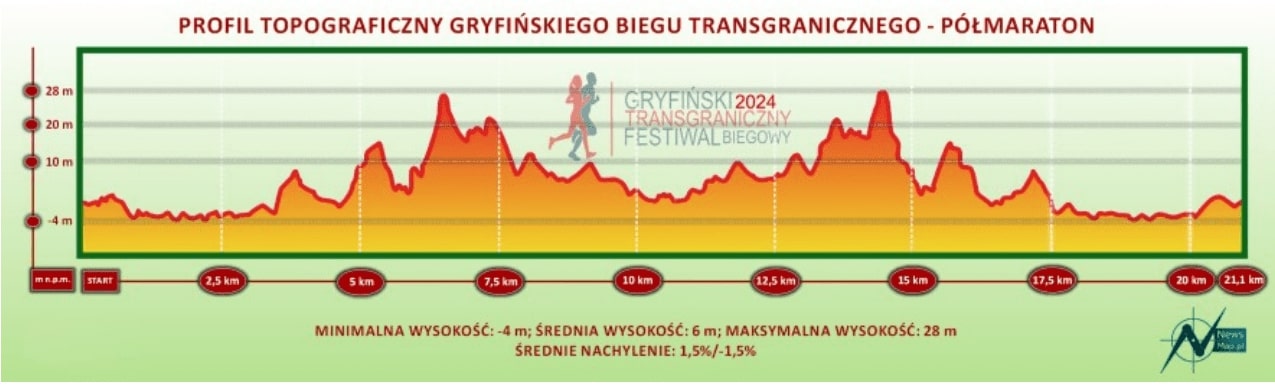 PROFIL TOPOGRAFICZNY GRYFIŃSKIEGO BIEGU TRANSGRANICZNEGO - PÓŁMARATON
GRYFIŃSKI 2024
TRANSGRANICZNY
FESTIWAL BIEGOWY
28 m
20 m
10 m
-4 m
m n.p.m. START 2,5 km 5 km 7,5 km 10 km 12,5 km 15 km 17,5 km 20 km 21,1 km
MINIMALNA WYSOKOŚĆ: -4 m; ŚREDNIA WYSOKOŚĆ: 6 m; MAKSYMALNA WYSOKOŚĆ: 28 m
ŚREDNIE NACHYLENIE: 1,5%/-1,5%
News
Map.pl